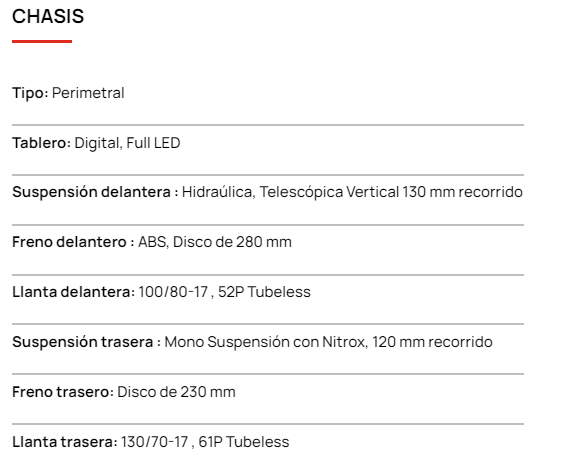 CHASIS
Tipo: Perimetral
Tablero: Digital, Full LED
Suspensión delantera : Hidraúlica, Telescópica Vertical 130 mm recorrido
Freno delantero : ABS, Disco de 280 mm
Llanta delantera: 100/80-17 , 52P Tubeless
Suspensión trasera : Mono Suspensión con Nitrox, 120 mm recorrido
Freno trasero: Disco de 230 mm
Llanta trasera: 130/70-17 , 61P Tubeless